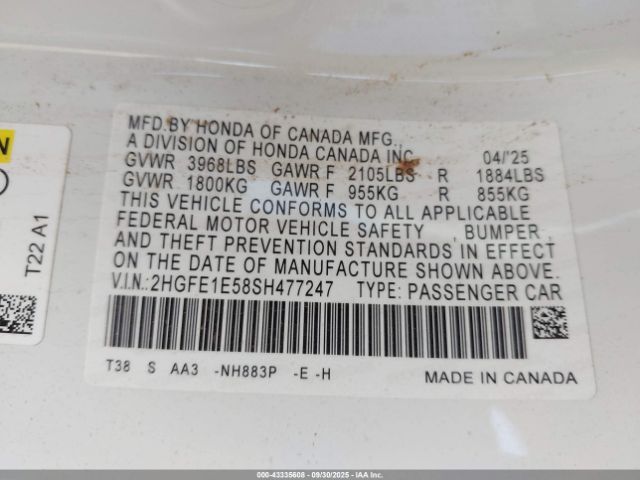 MFD.BY HONDA OF CANADA MFG.
A DIVISION OF HONDA CANADA INC. 04/'25
GVWR 3968LBS GAWR F 2105LBS R 1884LBS
GVWR 1800KG GAWR F 955KG R 855KG
THIS VEHICLE CONFORMS TO ALL APPLICABLE
FEDERAL MOTOR VEHICLE SAFETY , BUMPER ,
AND THEFT PREVENTION STANDARDS IN EFFECT
ON THE DATE OF MANUFACTURE SHOWN ABOVE.
V.I.N.:2HGFE1E58SH477247 TYPE: PASSENGER CAR
T38 S AA3 -NH883P -E -H
MADE IN CANADA
T22 A1
000-43335608 - 09/30/2025 - IAAI.COM